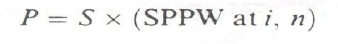 P = S × (SPPW at i, n)